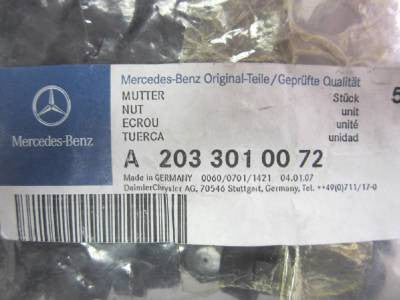 Mercedes-Benz Original-Teile/Geprüfte Qualität
MUTTER Stück 5
NUT unit
ECROU unité
TUERCA unidad
Mercedes-Benz
A 203 301 00 72
Made in GERMANY 0060/0701/1421 04.01.07
DaimlerChrysler AG, 70546 Stuttgart, Germany, Tel. ++49(0)711/17-0